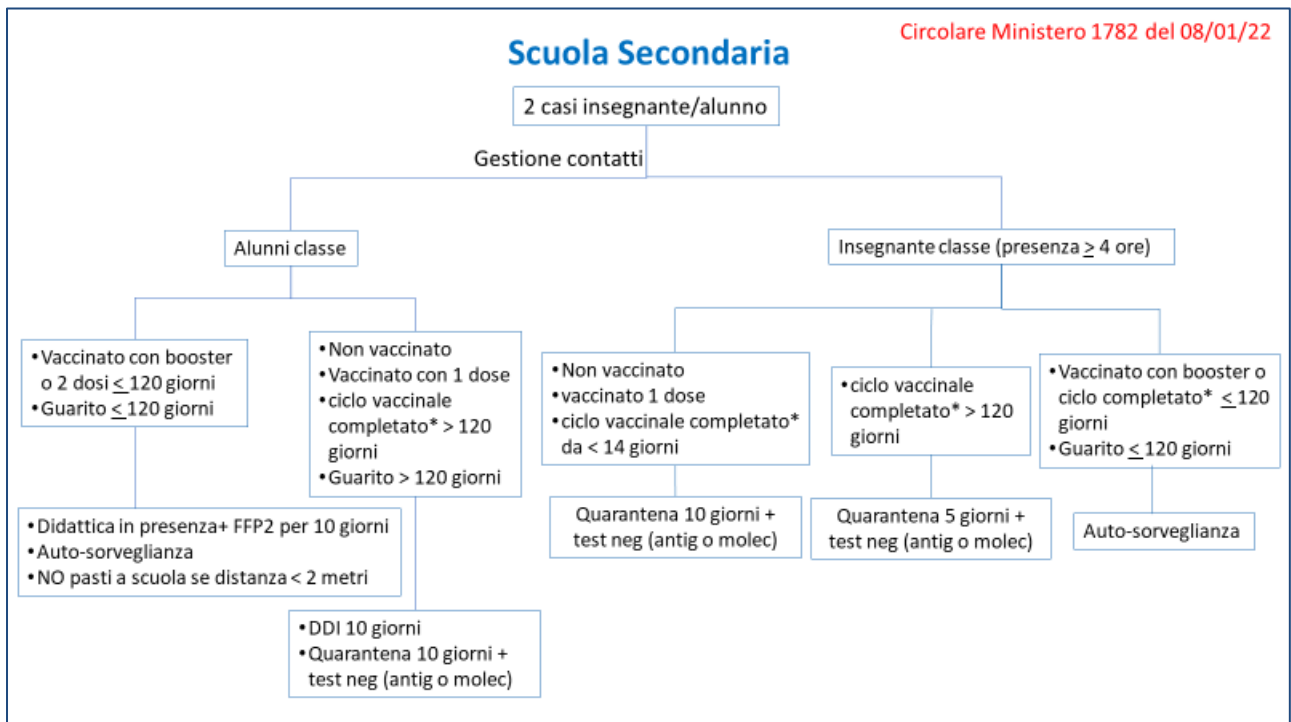 Circolare Ministero 1782 del 08/01/22
Scuola Secondaria
2 casi insegnante/alunno
Gestione contatti
Alunni classe
Insegnante classe (presenza ≥ 4 ore)
•Vaccinato con booster
o 2 dosi ≤ 120 giorni
•Guarito ≤ 120 giorni
•Non vaccinato
•Vaccinato con 1 dose
•ciclo vaccinale
completato* > 120
giorni
•Guarito > 120 giorni
•Non vaccinato
•vaccinato 1 dose
•ciclo vaccinale completato*
da < 14 giorni
•ciclo vaccinale
completato* > 120
giorni
•Vaccinato con booster o
ciclo completato* ≤ 120
giorni
•Guarito ≤ 120 giorni
•Didattica in presenza+ FFP2 per 10 giorni
•Auto-sorveglianza
•NO pasti a scuola se distanza < 2 metri
Quarantena 10 giorni +
test neg (antig o molec)
Quarantena 5 giorni +
test neg (antig o molec)
Auto-sorveglianza
•DDI 10 giorni
•Quarantena 10 giorni +
test neg (antig o molec)